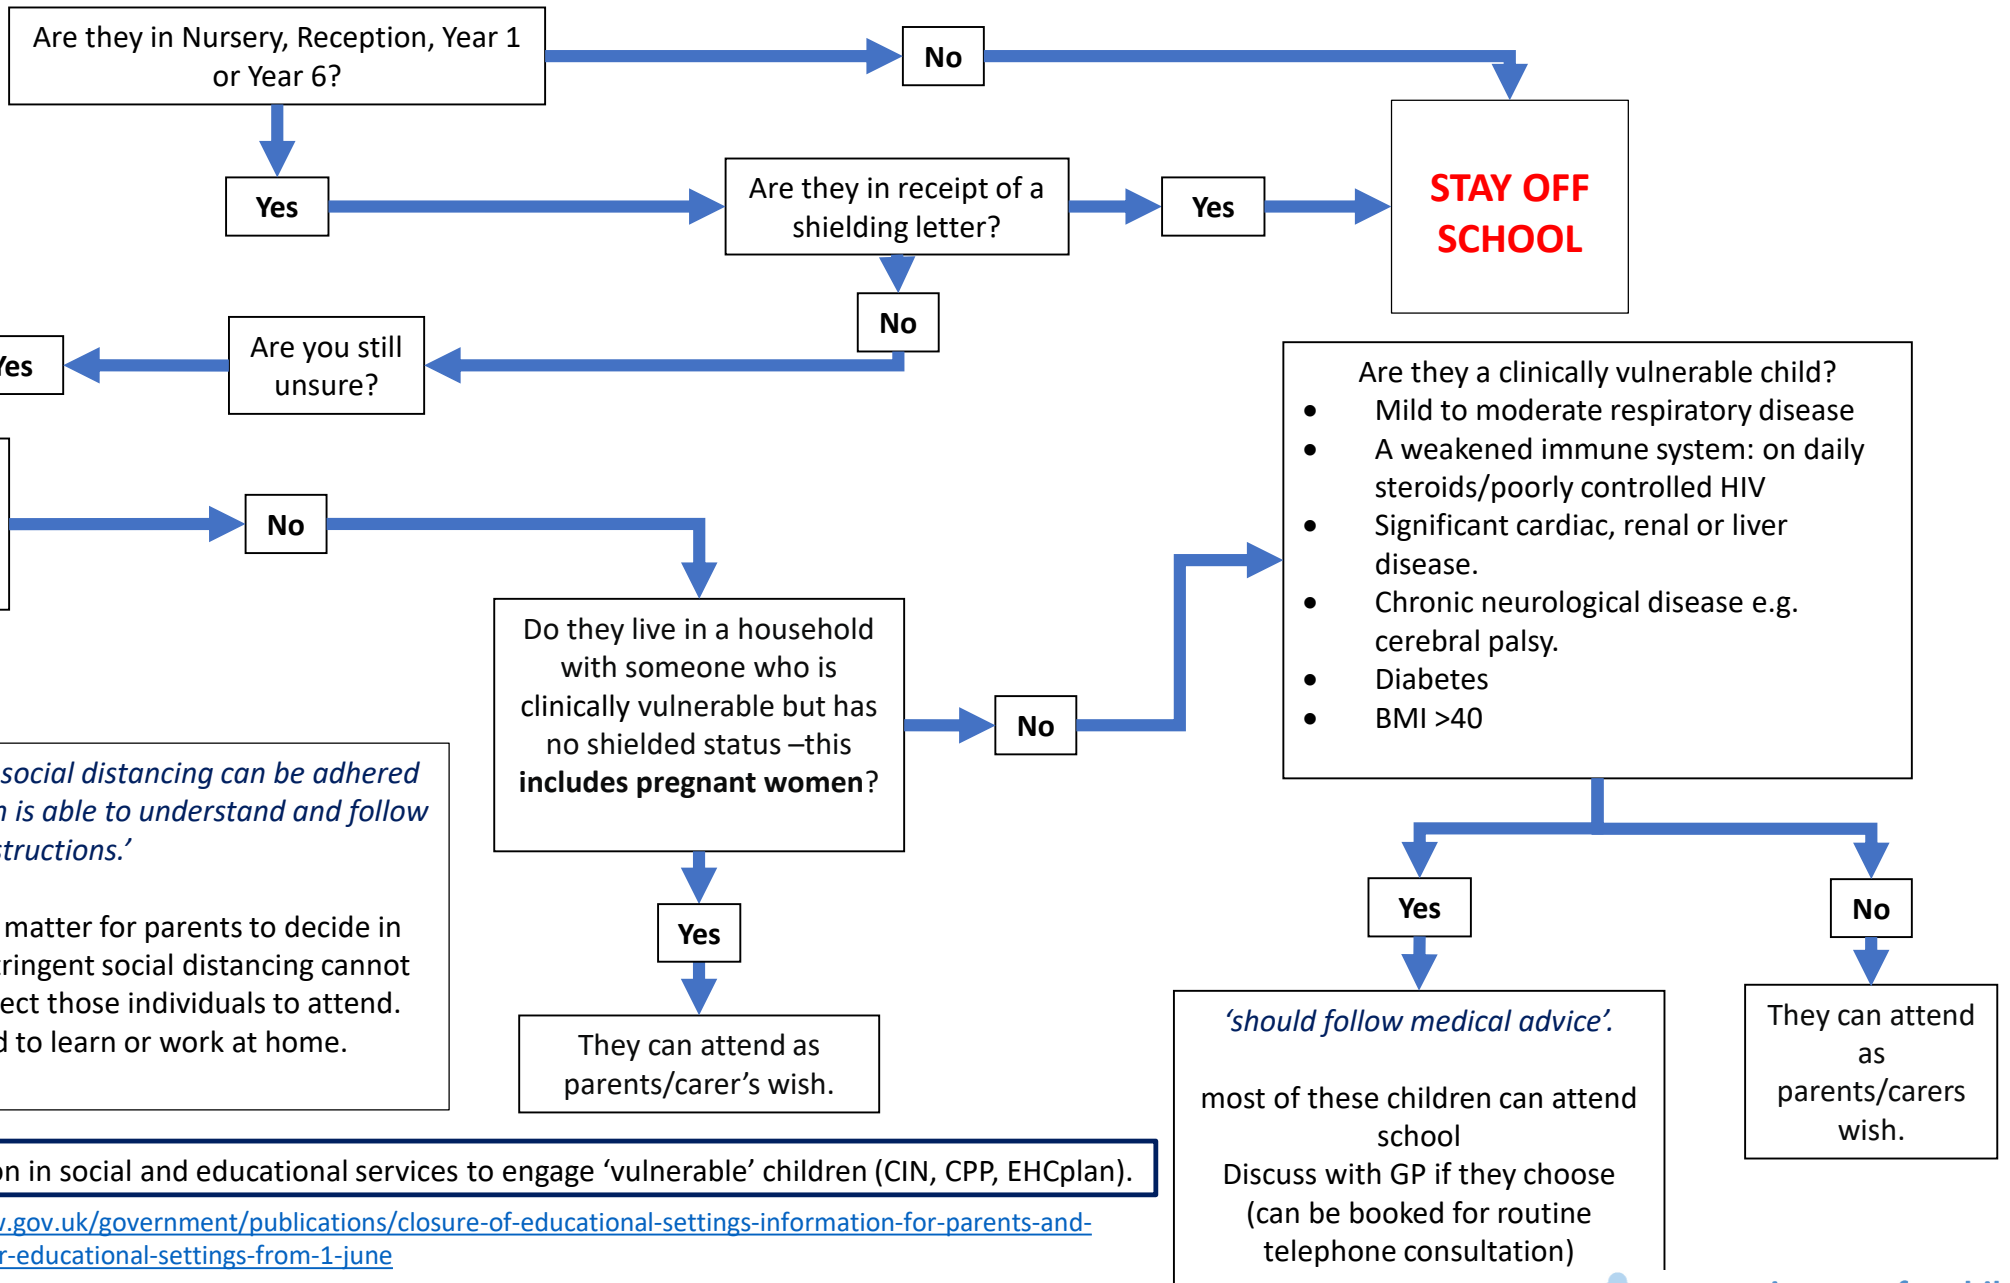 Are they in Nursery, Reception, Year 1
or Year 6?
No
STAY OFF
SCHOOL
Yes
Are they in receipt of a
shielding letter?
Yes
No
Are you still
unsure?
Yes
Are they a clinically vulnerable child?
• Mild to moderate respiratory disease
• A weakened immune system: on daily
steroids/poorly controlled HIV
• Significant cardiac, renal or liver
disease.
• Chronic neurological disease e.g.
cerebral palsy.
• Diabetes
• BMI >40
No
Do they live in a household
with someone who is
clinically vulnerable but has
no shielded status –this
includes pregnant women?
No
social distancing can be adhered
is able to understand and follow
structions.’
matter for parents to decide in
tringent social distancing cannot
ect those individuals to attend.
d to learn or work at home.
Yes
They can attend as
parents/carer’s wish.
Yes
‘should follow medical advice’.
most of these children can attend
school
Discuss with GP if they choose
(can be booked for routine
telephone consultation)
No
They can attend
as
parents/carers
wish.
on in social and educational services to engage ‘vulnerable’ children (CIN, CPP, EHCplan).
v.gov.uk/government/publications/closure-of-educational-settings-information-for-parents-and-
r-educational-settings-from-1-june